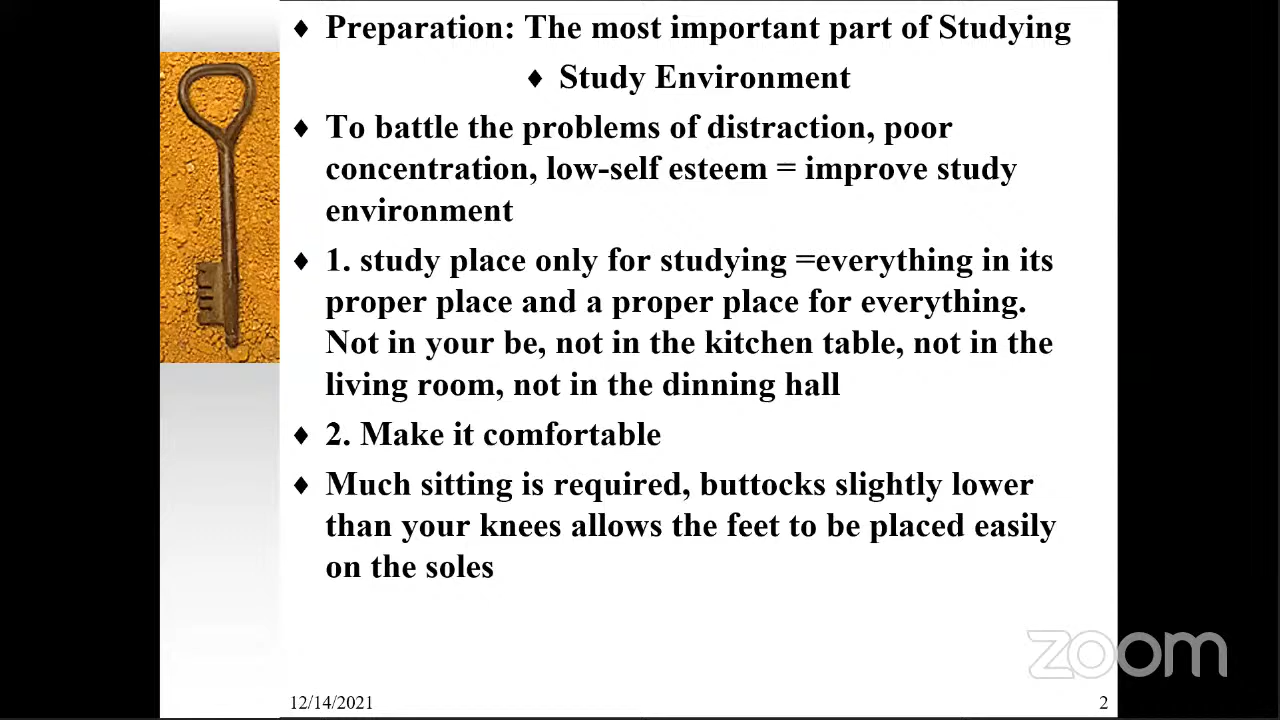 ♦ Preparation: The most important part of Studying
♦ Study Environment
♦ To battle the problems of distraction, poor
concentration, low-self esteem = improve study
environment
♦ 1. study place only for studying =everything in its
proper place and a proper place for everything.
Not in your be, not in the kitchen table, not in the
living room, not in the dinning hall
♦ 2. Make it comfortable
♦ Much sitting is required, buttocks slightly lower
than your knees allows the feet to be placed easily
on the soles
zoom
12/14/2021
2